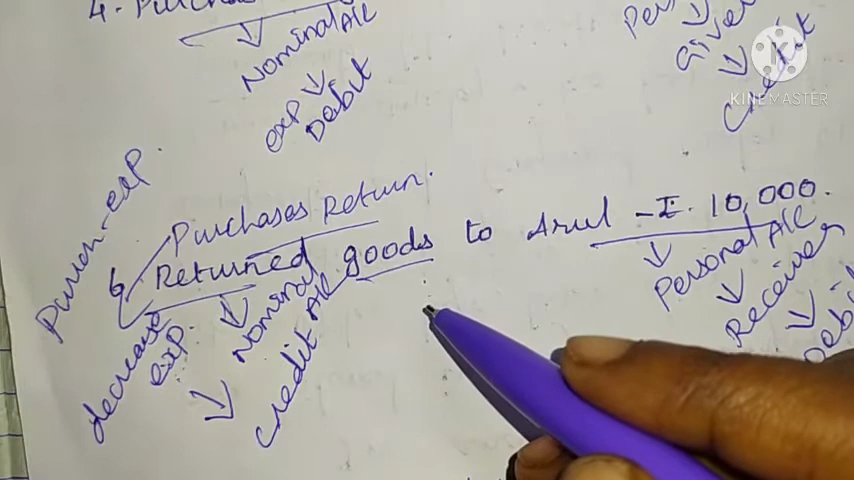 4. Purchas
Nominal A/c
exp
Debit
Giver
Credit
KINEMASTER
Purch-exp.
Purchases Return.
6 Returned goods to Arul - I. 10,000.
decrease exp.
Nominal A/c
Credit
Personal A/c
Receiver
Debit